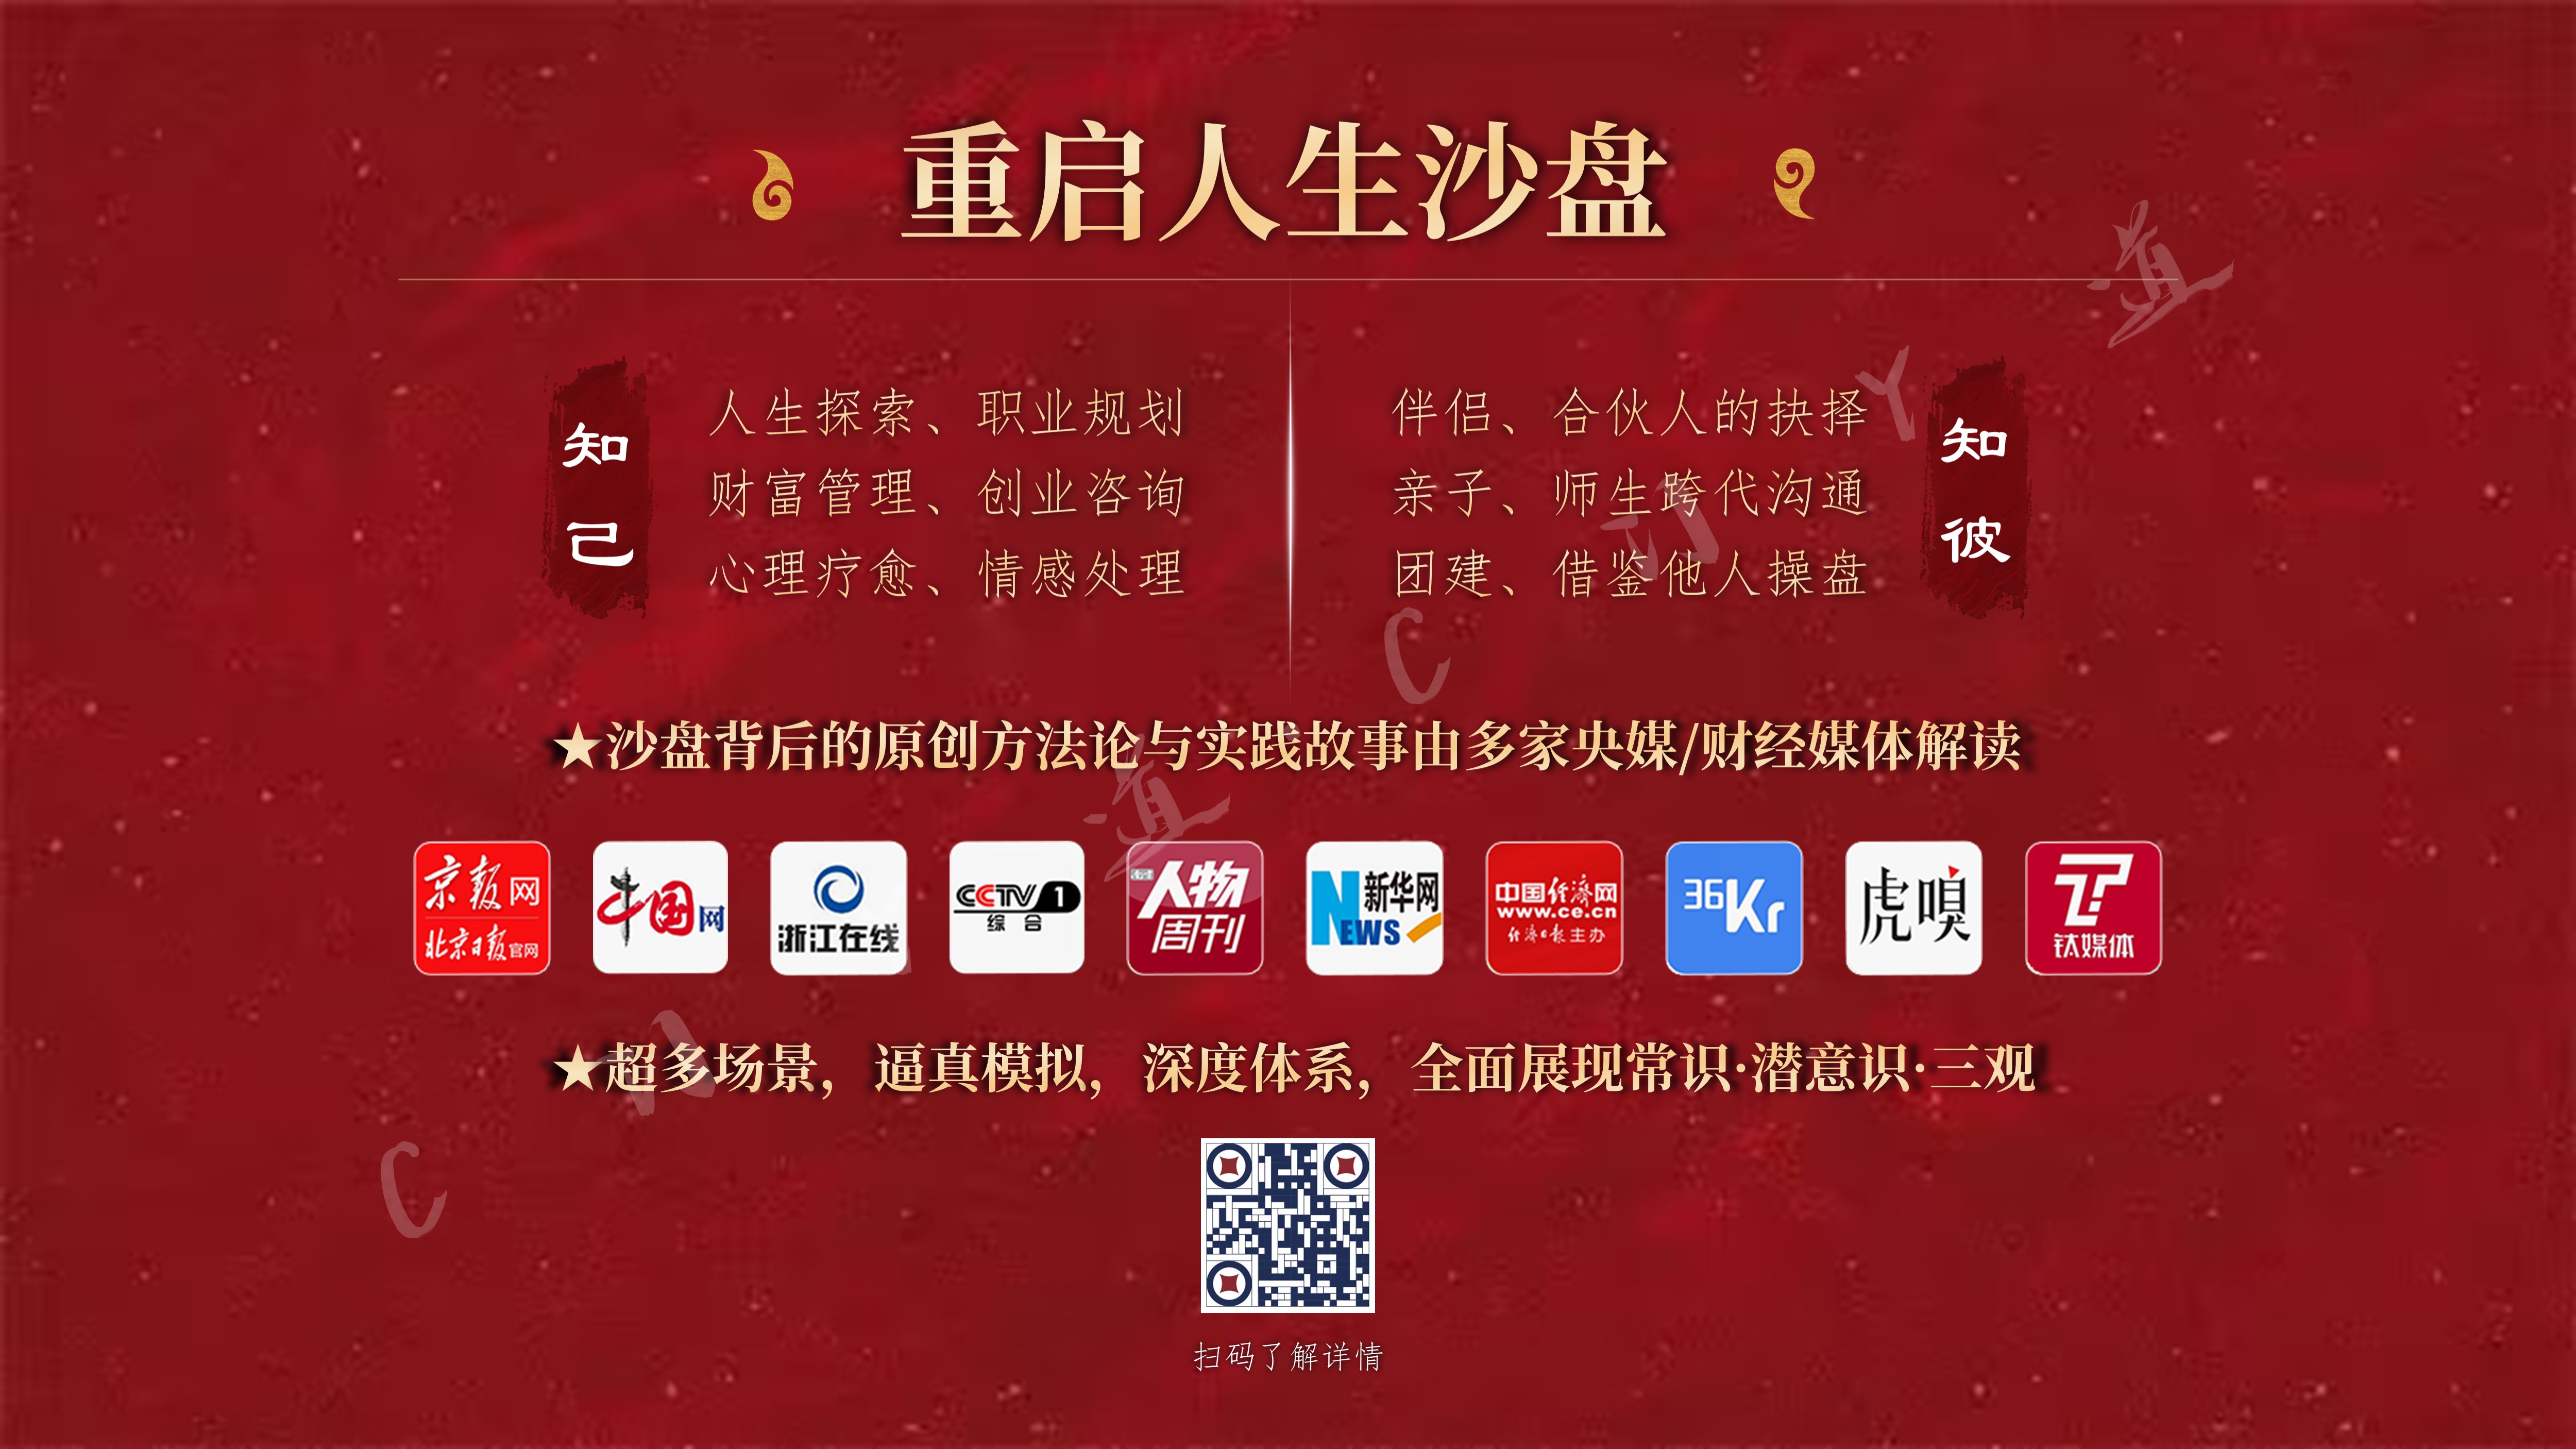 重启人生沙盘
知己
人生探索、职业规划
财富管理、创业咨询
心理疗愈、情感处理
伴侣、合伙人的抉择
亲子、师生跨代沟通
团建、借鉴他人操盘
知彼
★沙盘背后的原创方法论与实践故事由多家央媒/财经媒体解读
京报网
北京日报官网
中国网
浙江在线
CCTV 1
综合
人物
周刊
新华网
NEWS
中国经济网
www.ce.cn
经济日报主办
36Kr
虎嗅
钛媒体
★超多场景，逼真模拟，深度体系，全面展现常识·潜意识·三观
扫码了解详情